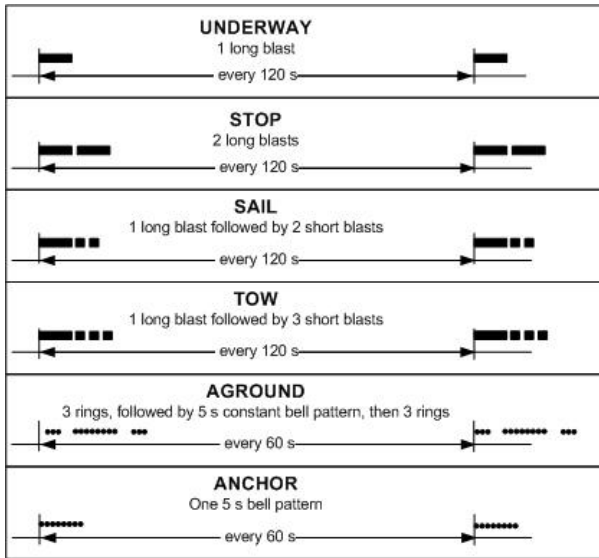 UNDERWAY
1 long blast
every 120 s
STOP
2 long blasts
every 120 s
SAIL
1 long blast followed by 2 short blasts
every 120 s
TOW
1 long blast followed by 3 short blasts
every 120 s
AGROUND
3 rings, followed by 5 s constant bell pattern, then 3 rings
every 60 s
ANCHOR
One 5 s bell pattern
every 60 s